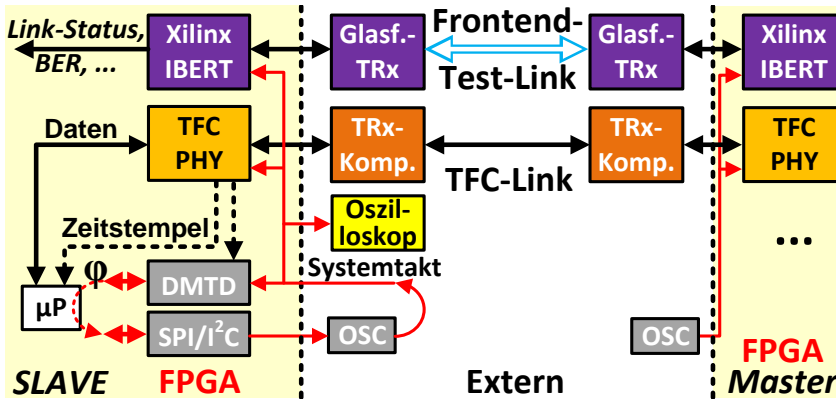 Link-Status,
BER, ...
Xilinx
IBERT
Glasf.-
TRx
Frontend-
Test-Link
Glasf.-
TRx
Xilinx
IBERT
Daten
TFC
PHY
TRx-
Komp.
TFC-Link
TRx-
Komp.
TFC
PHY
Zeitstempel
Oszil-
loskop
...
φ
DMTD
Systemtakt
µP
SPI/I²C
OSC
OSC
SLAVE
FPGA
Extern
FPGA
Master